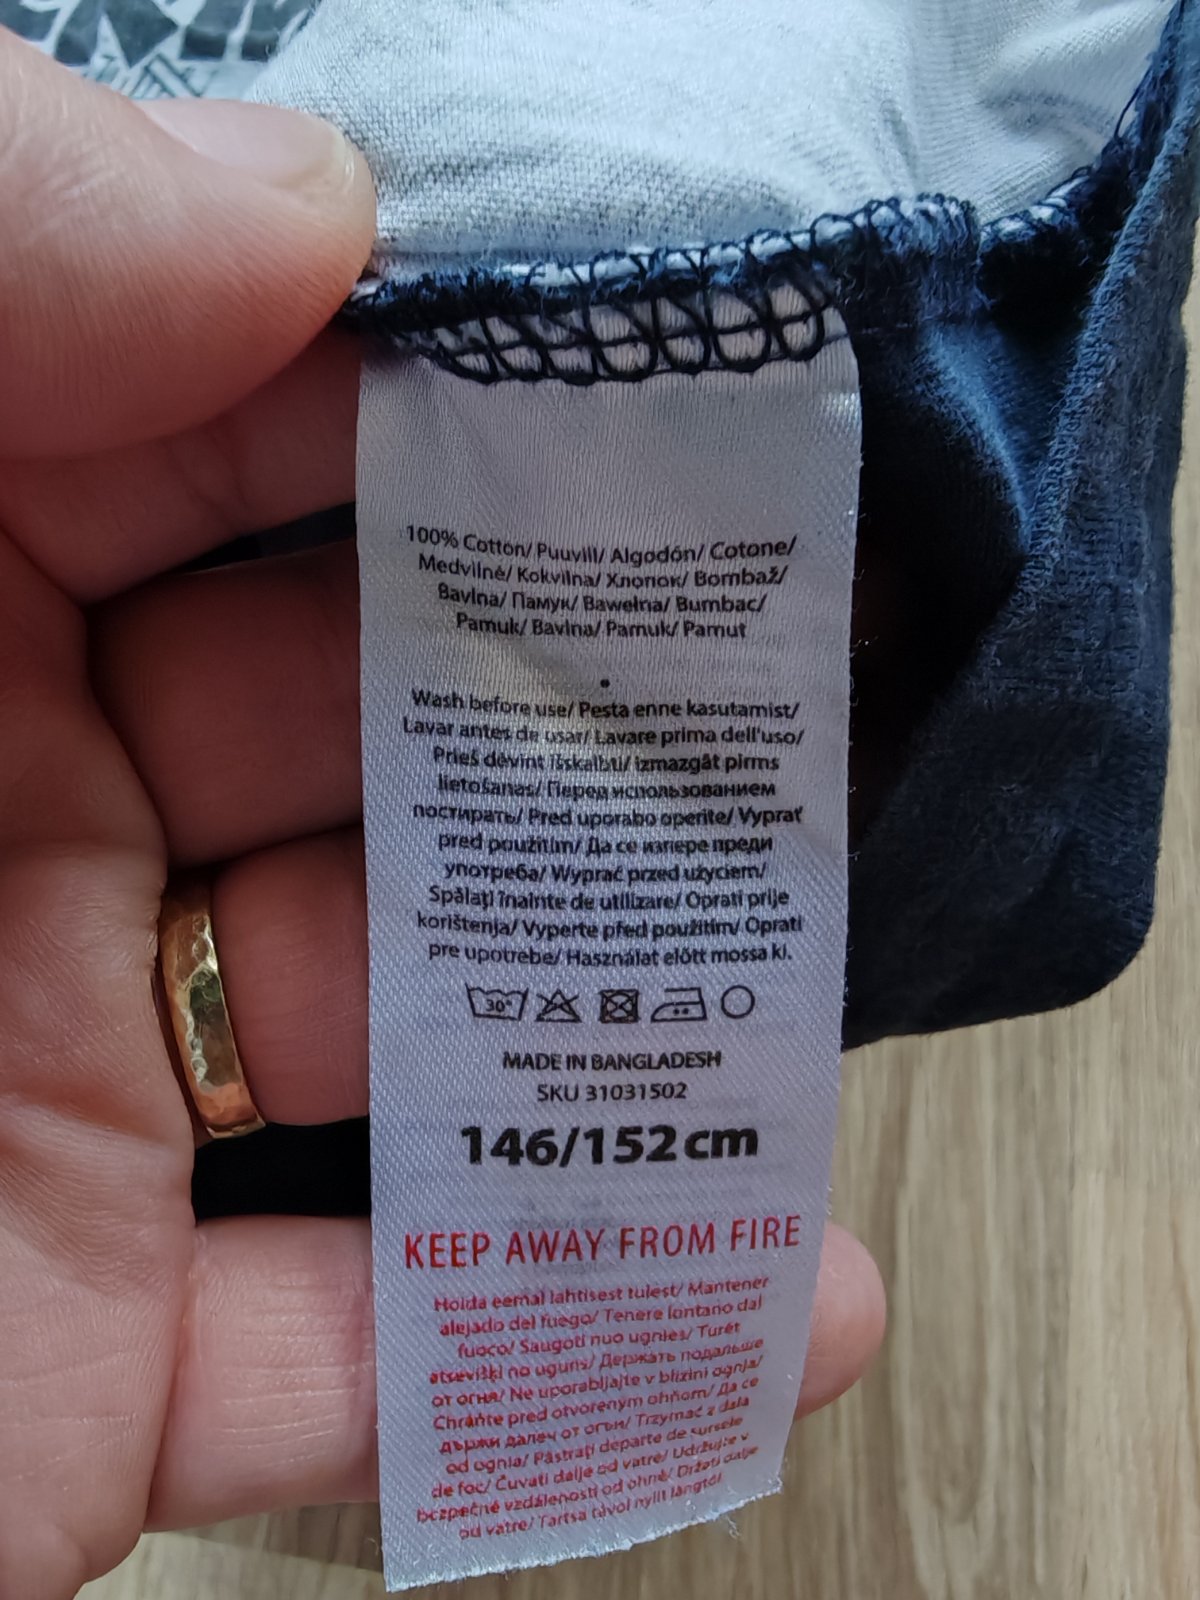 100% Cotton/ Puuvill/ Algodón/ Cotone/
Medvilnė/ Kokvilna/ Хлопок/ Bombaž/
Bavlna/ Памук/ Bawełna/ Bumbac/
Pamuk/ Bavlna/ Pamuk/ Pamut
•
Wash before use/ Pesta enne kasutamist/
Lavar antes de usar/ Lavare prima dell'uso/
Prieš dėvint išskalbti/ Izmazgāt pirms
lietošanas/ Перед использованием
постирать/ Pred uporabo operite/ Vyprať
pred použitím/ Да се изпере преди
употреба/ Wyprać przed użyciem/
Spălați înainte de utilizare/ Oprati prije
korištenja/ Vyperte před použitím/ Oprati
pre upotrebe/ Használat előtt mossa ki.
30°
MADE IN BANGLADESH
SKU 31031502
146/152cm
KEEP AWAY FROM FIRE
Hoida eemal lahtisest tulest/ Mantener
alejado del fuego/ Tenere lontano dal
fuoco/ Saugoti nuo ugnies/ Turēt
atsevišķi no uguns/ Держать подальше
от огня/ Ne uporabljajte v bližini ognja/
Chráňte pred otvoreným ohňom/ Да се
държи далеч от огън/ Trzymać z dala
od ognia/ Păstrați departe de sursele
de foc/ Čuvati dalje od vatre/ Udržujte v
bezpečné vzdálenosti od ohně/ Držati dalje
od vatre/ Tartsa távol nyílt lángtól